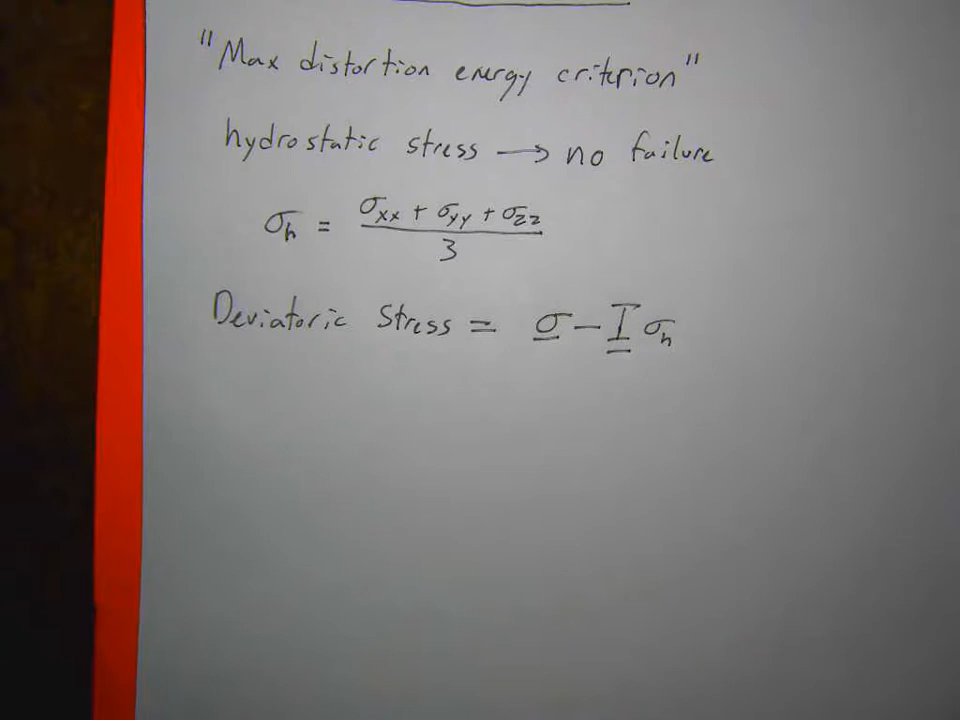 "Max distortion energy criterion"
hydrostatic stress → no failure
σh = σxx + σyy + σzz / 3
Deviatoric Stress = σ - I σh